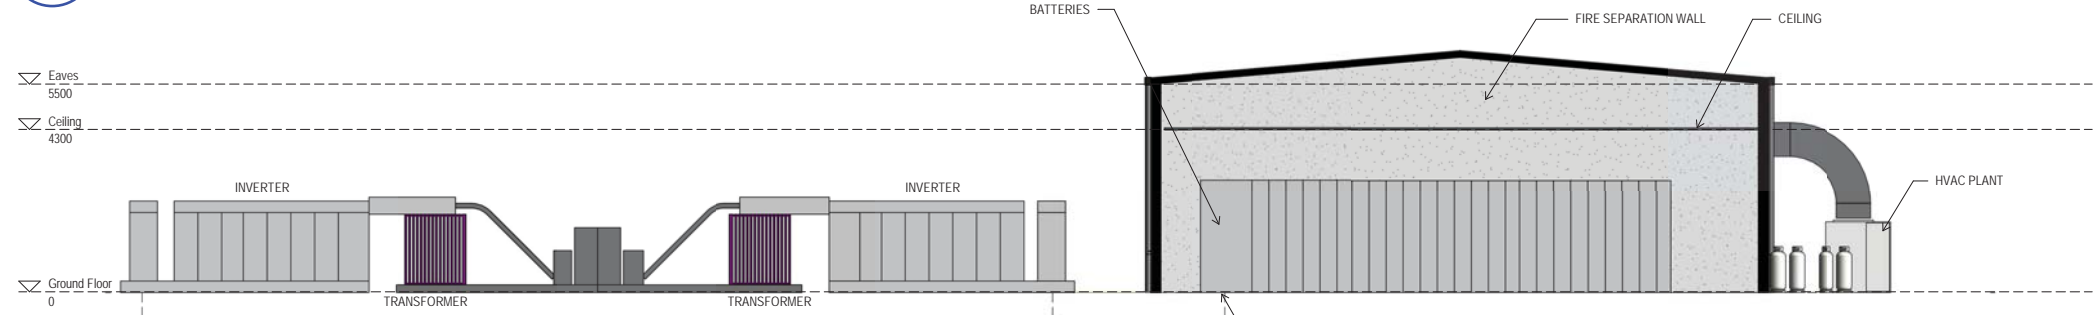 BATTERIES
FIRE SEPARATION WALL
CEILING
Eaves
5500
Ceiling
4300
INVERTER
INVERTER
HVAC PLANT
Ground Floor
0
TRANSFORMER
TRANSFORMER